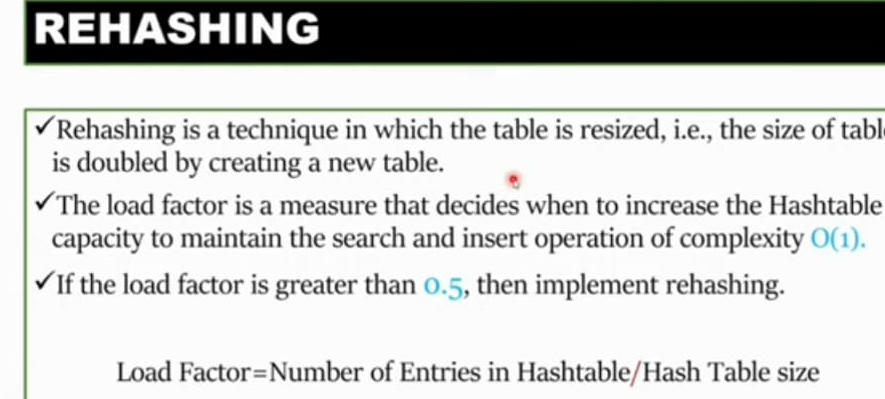 REHASHING
✓Rehashing is a technique in which the table is resized, i.e., the size of
is doubled by creating a new table.
✓The load factor is a measure that decides when to increase the Hashtable
capacity to maintain the search and insert operation of complexity O(1).
✓If the load factor is greater than 0.5, then implement rehashing.
Load Factor=Number of Entries in Hashtable/Hash Table size